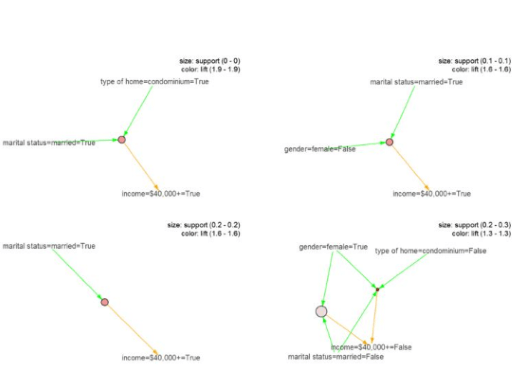 size: support (0 - 0)
color: lift (1.9 - 1.9)
type of home=condominium=True
marital status=married=True
income=$40,000+=True
size: support (0.1 - 0.1)
color: lift (1.6 - 1.6)
marital status=married=True
gender=female=False
income=$40,000+=True
size: support (0.2 - 0.2)
color: lift (1.6 - 1.6)
marital status=married=True
income=$40,000+=True
size: support (0.2 - 0.3)
color: lift (1.3 - 1.3)
gender=female=True
type of home=condominium=False
income=$40,000+=False
marital status=married=False